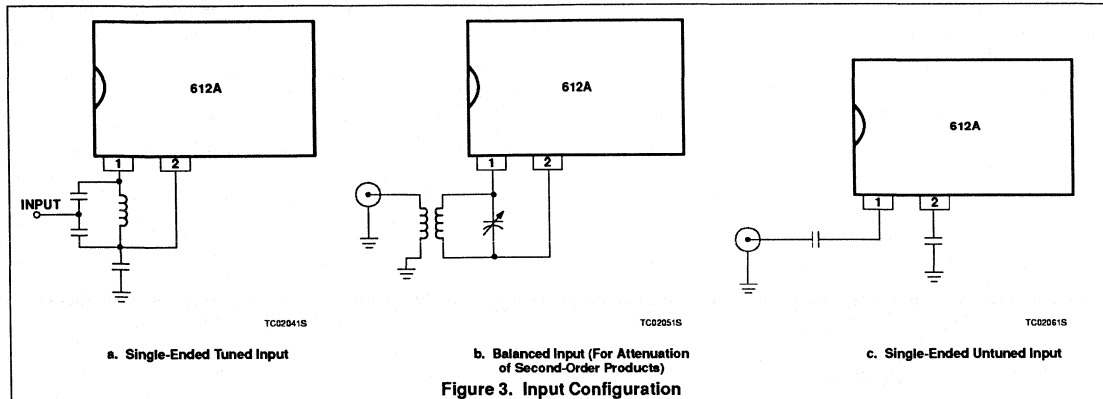 612A
1 2
INPUT
TC02041S
a. Single-Ended Tuned Input
612A
1 2
TC02051S
b. Balanced Input (For Attenuation
of Second-Order Products)
612A
1 2
TC02061S
c. Single-Ended Untuned Input
Figure 3. Input Configuration